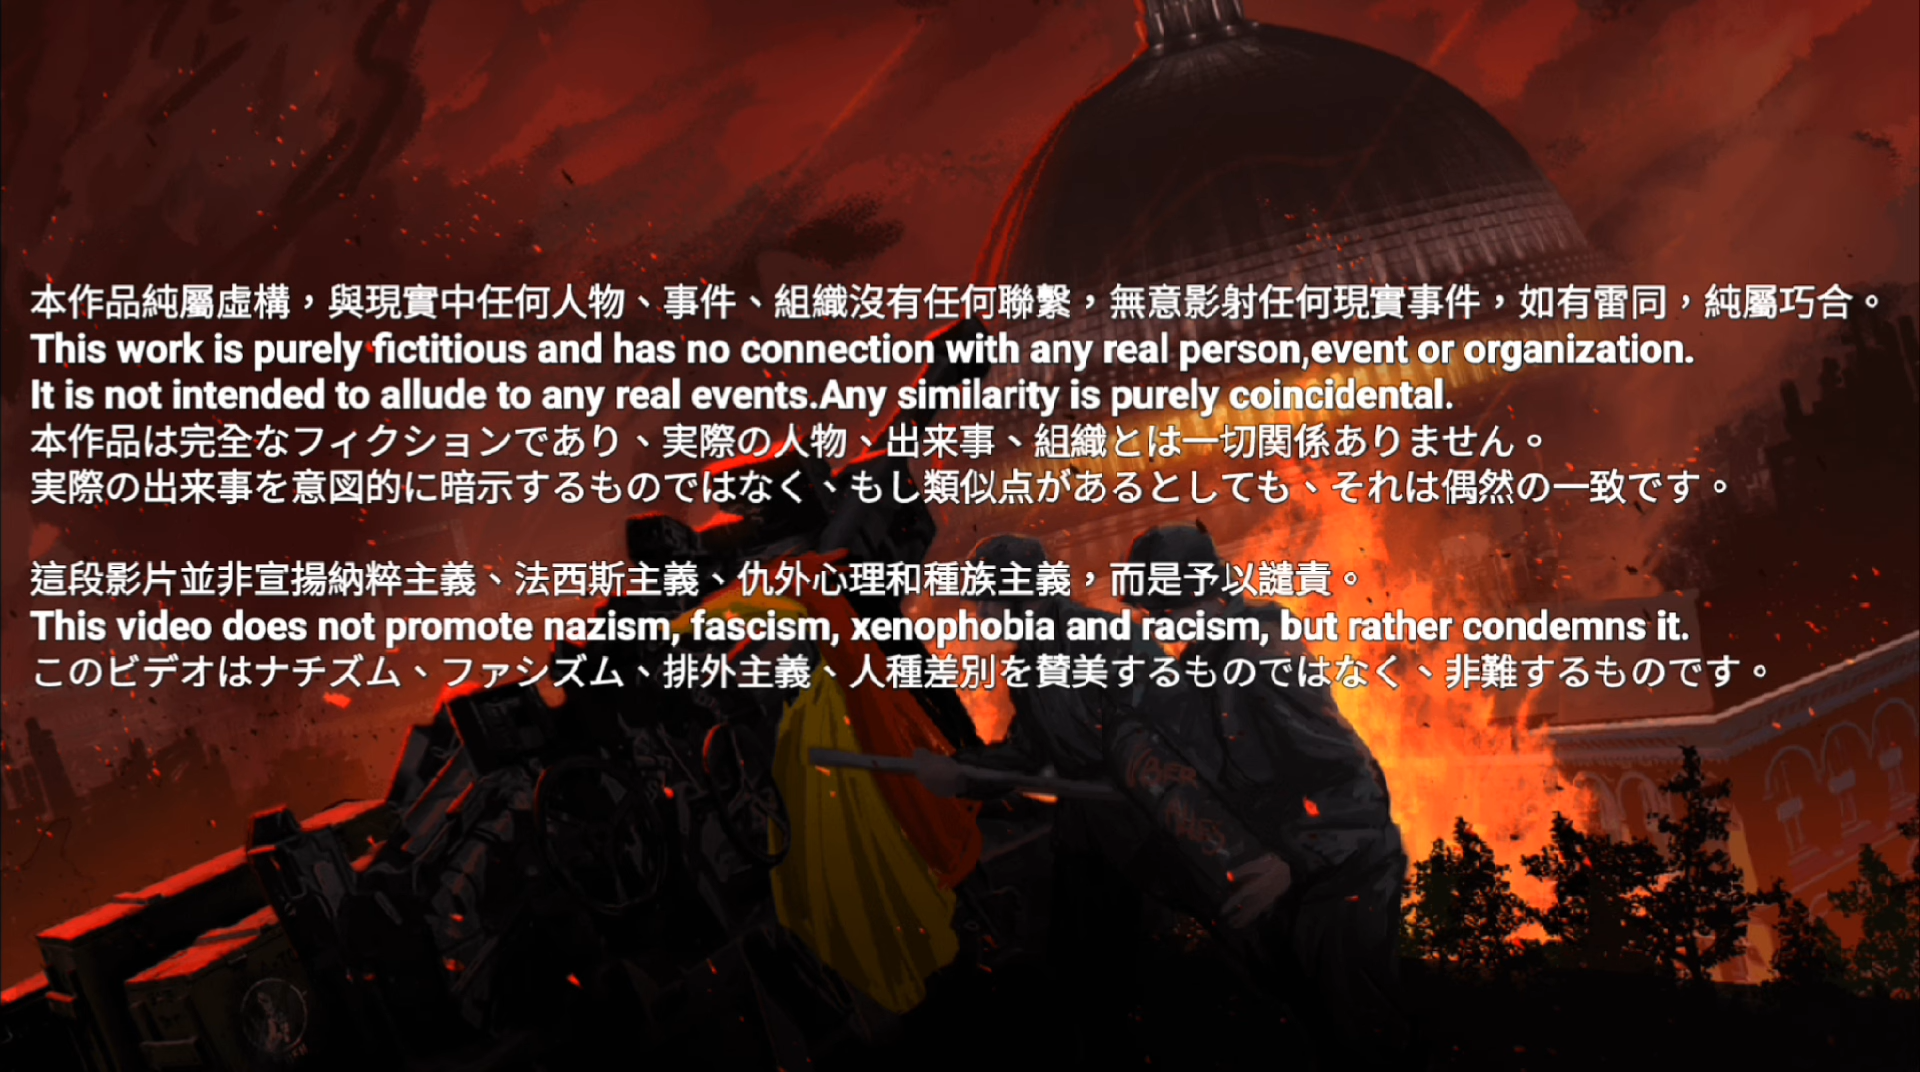 本作品純屬虛構，與現實中任何人物、事件、組織沒有任何聯繫，無意影射任何現實事件，如有雷同，純屬巧合。
This work is purely fictitious and has no connection with any real person,event or organization.
It is not intended to allude to any real events.Any similarity is purely coincidental.
本作品は完全なフィクションであり、実際の人物、出来事、組織とは一切関係ありません。
実際の出来事を意図的に暗示するものではなく、もし類似点があるとしても、それは偶然の一致です。
這段影片並非宣揚納粹主義、法西斯主義、仇外心理和種族主義，而是予以譴責。
This video does not promote nazism, fascism, xenophobia and racism, but rather condemns it.
このビデオはナチズム、ファシズム、排外主義、人種差別を賛美するものではなく、非難するものです。